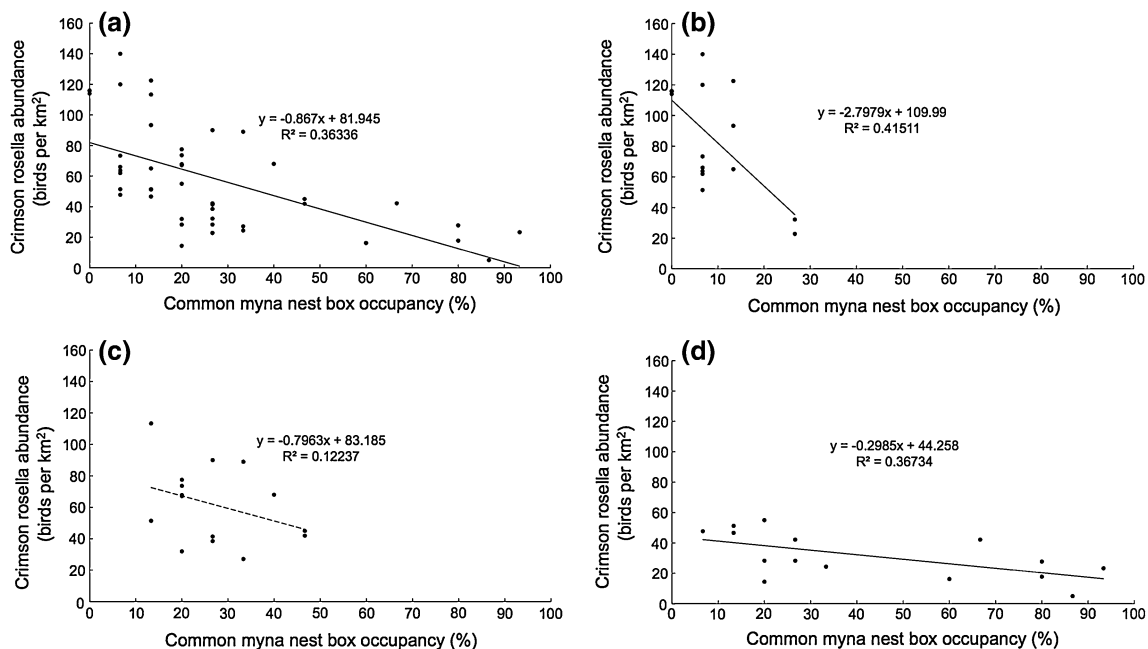 (a)
Crimson rosella abundance
(birds per km²)
160
140
120
100
80
60
40
20
0
y = -0.867x + 81.945
R² = 0.36336
0 10 20 30 40 50 60 70 80 90 100
Common myna nest box occupancy (%)
(b)
Crimson rosella abundance
(birds per km²)
160
140
120
100
80
60
40
20
0
y = -2.7979x + 109.99
R² = 0.41511
0 10 20 30 40 50 60 70 80 90 100
Common myna nest box occupancy (%)
(c)
Crimson rosella abundance
(birds per km²)
160
140
120
100
80
60
40
20
0
y = -0.7963x + 83.185
R² = 0.12237
0 10 20 30 40 50 60 70 80 90 100
Common myna nest box occupancy (%)
(d)
Crimson rosella abundance
(birds per km²)
160
140
120
100
80
60
40
20
0
y = -0.2985x + 44.258
R² = 0.36734
0 10 20 30 40 50 60 70 80 90 100
Common myna nest box occupancy (%)